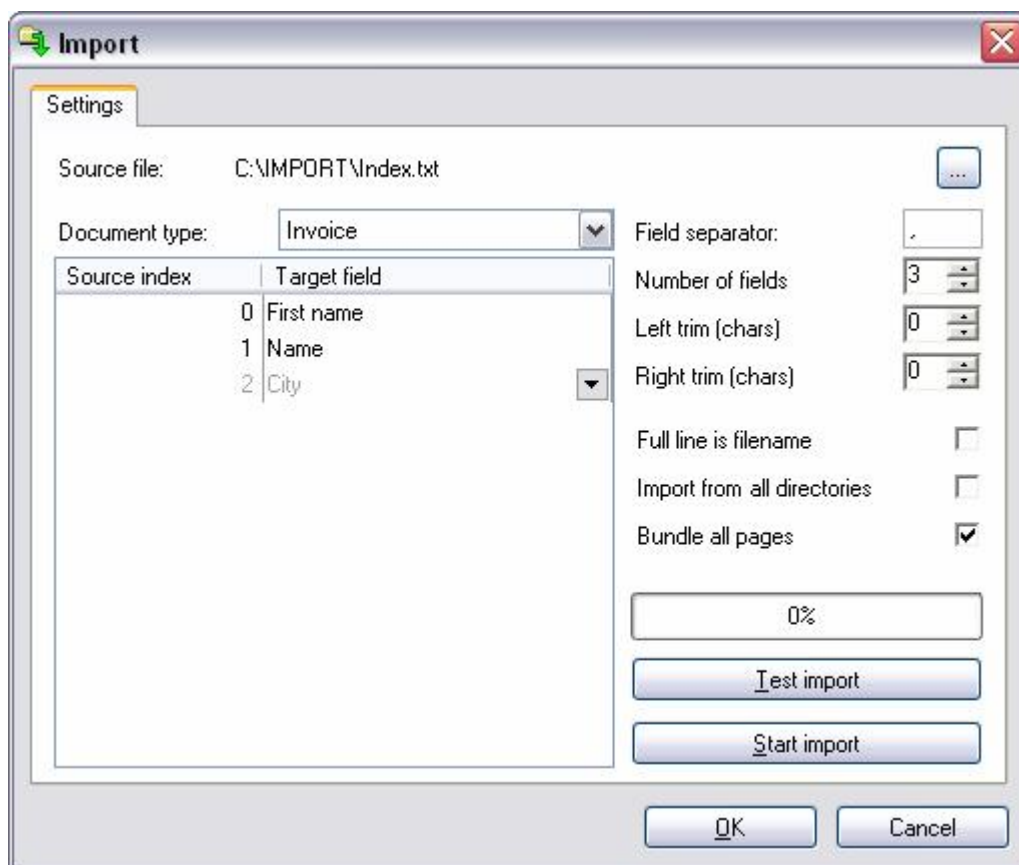 Import
Settings
Source file: C:\IMPORT\Index.txt ...
Document type: Invoice
Field separator: ,
Source index Target field
Number of fields 3
0 First name
Left trim (chars) 0
1 Name
Right trim (chars) 0
2 City
Full line is filename
Import from all directories
Bundle all pages
0%
Test import
Start import
OK Cancel